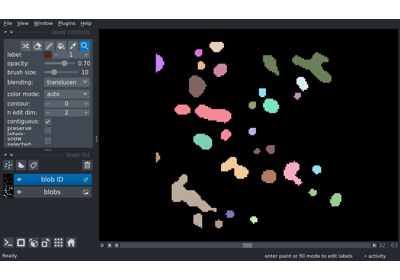 File View Window Plugins Help
layer controls
label: 1
opacity: 0.70
brush size: 10
blending: translucen
color mode: auto
contour: 0
n edit dim: 2
contiguous:
preserve
labels:
show
selected:
layer list
blob ID
blobs
0 32 63
Ready enter paint or fill mode to edit labels activity